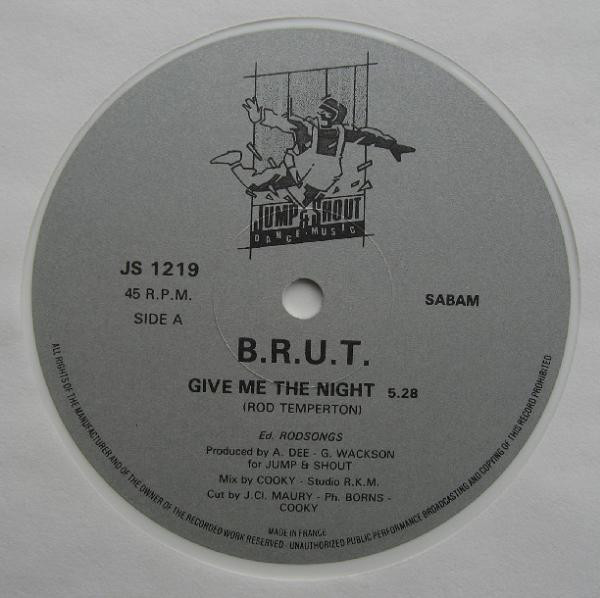 JUMP & SHOUT
DANCE·MUSIC
JS 1219
45 R.P.M.
SIDE A
SABAM
B.R.U.T.
GIVE ME THE NIGHT 5.28
(ROD TEMPERTON)
Ed. RODSONGS
Produced by A. DEE - G. WACKSON
for JUMP & SHOUT
Mix by COOKY - Studio R.K.M.
Cut by J.Cl. MAURY - Ph. BORNS -
COOKY
MADE IN FRANCE
ALL RIGHTS OF THE MANUFACTURER AND OF THE OWNER OF THE RECORDED WORK RESERVED - UNAUTHORIZED PUBLIC PERFORMANCE BROADCASTING AND COPYING OF THIS RECORD PROHIBITED